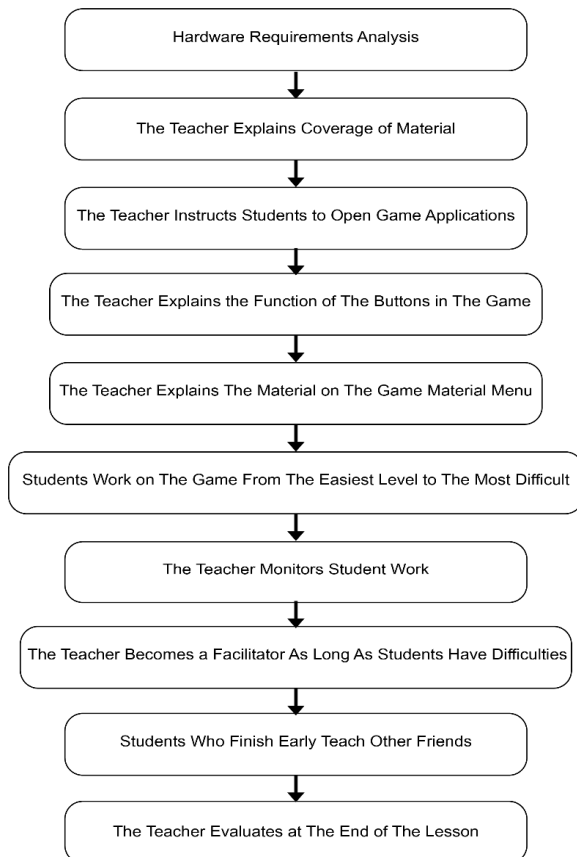 Hardware Requirements Analysis
The Teacher Explains Coverage of Material
The Teacher Instructs Students to Open Game Applications
The Teacher Explains the Function of The Buttons in The Game
The Teacher Explains The Material on The Game Material Menu
Students Work on The Game From The Easiest Level to The Most Difficult
The Teacher Monitors Student Work
The Teacher Becomes a Facilitator As Long As Students Have Difficulties
Students Who Finish Early Teach Other Friends
The Teacher Evaluates at The End of The Lesson